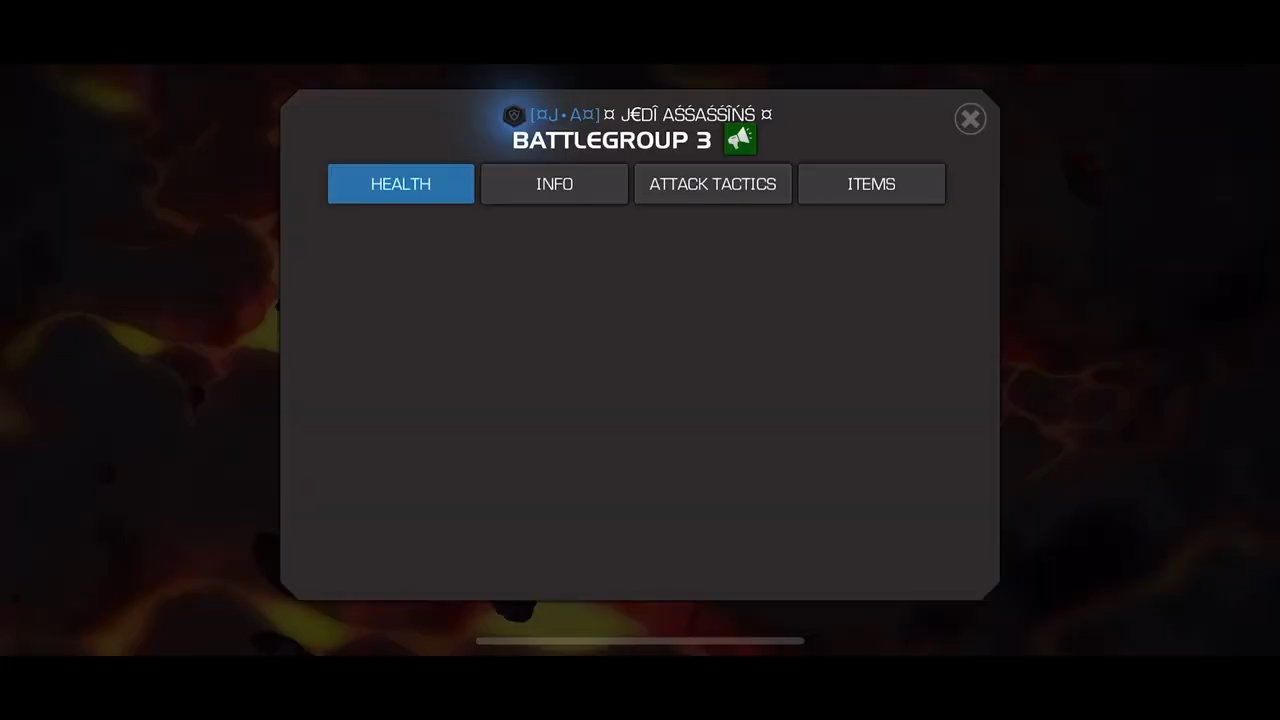 [¤J•A¤] ¤ J€DÎ AŚŚAŚŚÎŃŚ ¤
BATTLEGROUP 3
HEALTH INFO ATTACK TACTICS ITEMS